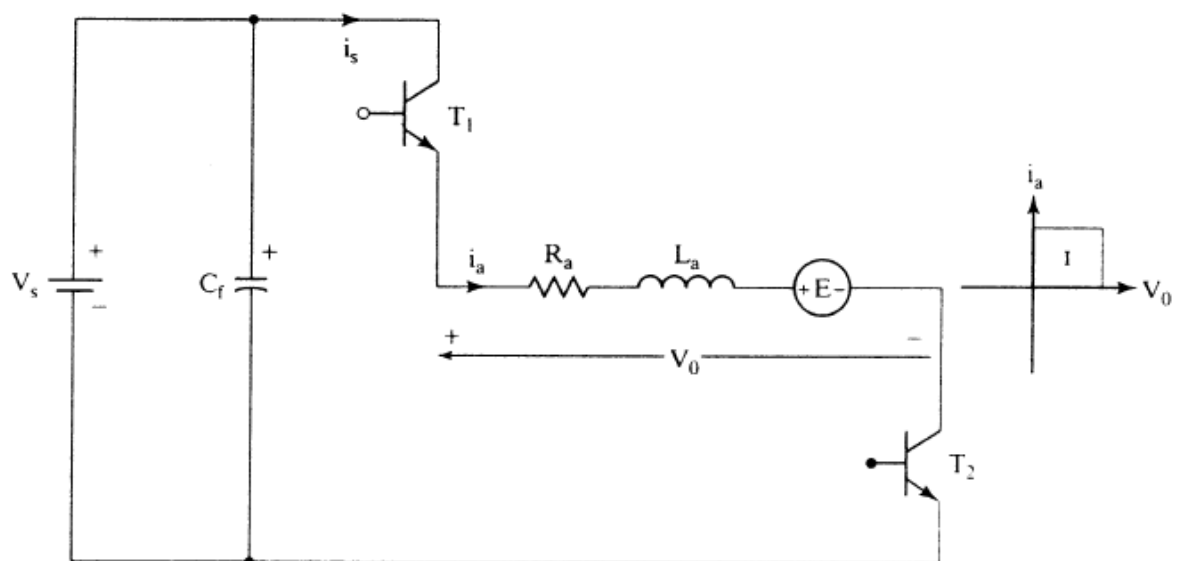 i_s
T_1
i_a
i_a
R_a
L_a
+
+
+E-
I
V_s
-
C_f
V_0
+
-
V_0
T_2